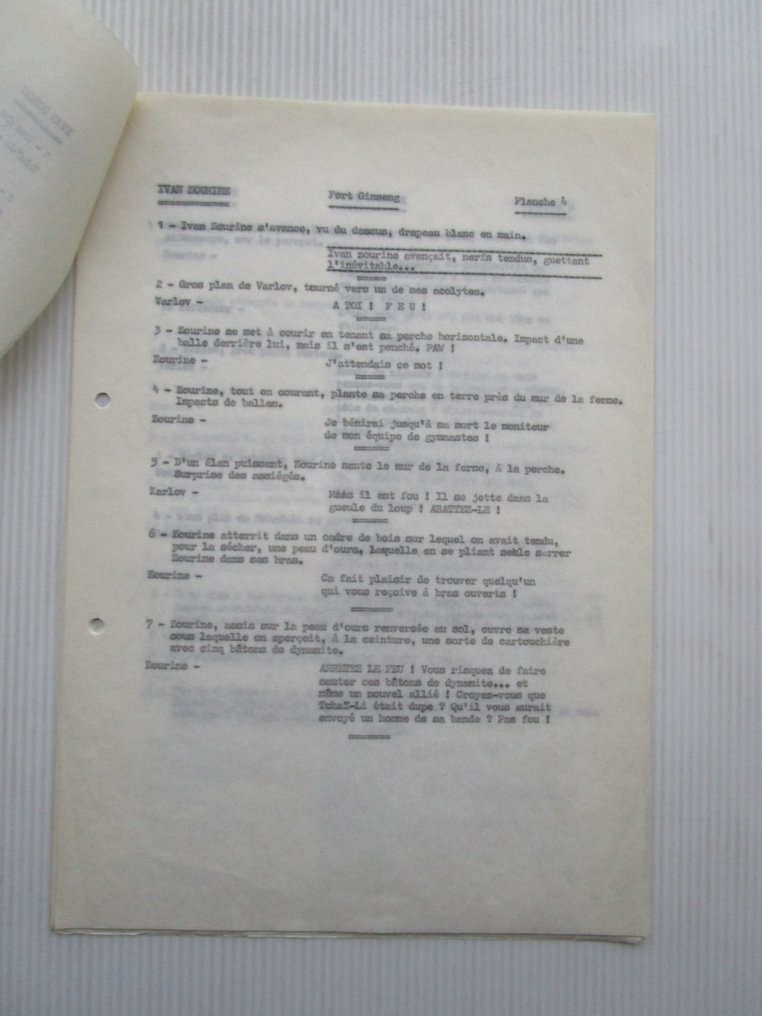 IVAN ZOURINE Fort Ginseng Planche 4
1 - Ivan Zourine s'avance, vu du dessus, drapeau blanc en main.
Ivan zourine avançait, nerfs tendus, guettant
l'inévitable...
2 - Gros plan de Varlov, tourné vers un de ses acolytes.
Varlov - A TOI ! F E U !
3 - Zourine se met à courir en tenant sa perche horizontale. Impact d'une
balle derrière lui, mais il s'est penché. PAW !
Zourine - J'attendais ce mot !
4 - Zourine, tout en courant, plante sa perche en terre près du mur de la ferme.
Impacts de balles.
Zourine - Je bénirai jusqu'à ma mort le moniteur
de mon équipe de gymnastes !
5 - D'un élan puissant, Zourine saute le mur de la ferme, à la perche.
Surprise des assiégés.
Karlov - Mais il est fou ! Il se jette dans la
gueule du loup ! ABATTEZ-LE !
6 - Zourine atterrit dans un cadre de bois sur lequel on avait tendu,
pour la sécher, une peau d'ours, laquelle en se pliant seble serrer
Zourine dans ses bras.
Zourine - Ca fait plaisir de trouver quelqu'un
qui vous reçoive à bras ouverts !
7 - Zourine, assis sur la peau d'ours renversée au sol, ouvre sa veste
sous laquelle on aperçoit, à la ceinture, une sorte de cartouchière
avec cinq bâtons de dynamite.
Zourine - ARRETEZ LE FEU ! Vous risquez de faire
sauter ces bâtons de dynamite... et
même un nouvel allié ! Croyez-vous que
Tchaï-Li était dupe ? Qu'il vous aurait
envoyé un homme de sa bande ? Pas fou !